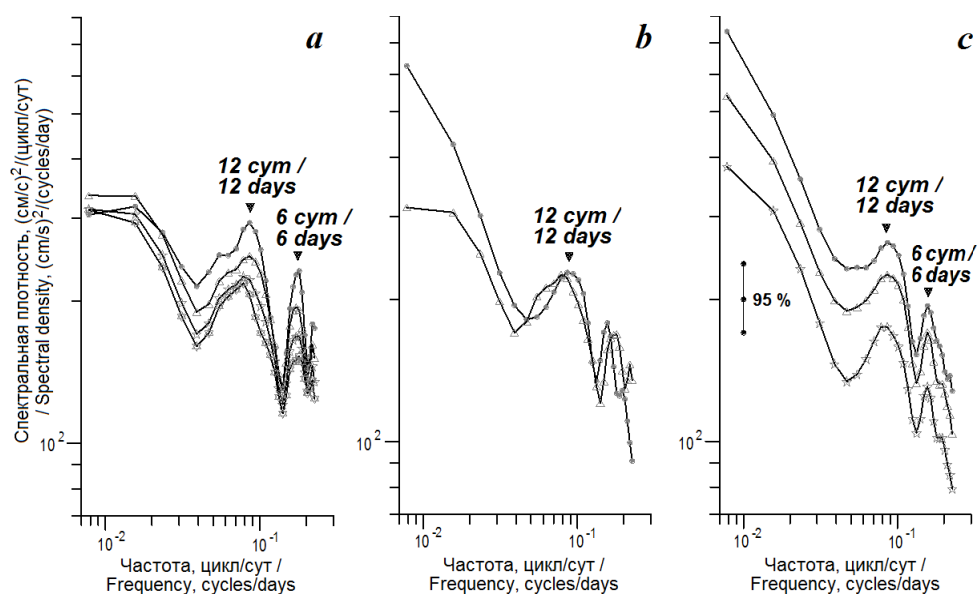 a
b
c
Спектральная плотность, (см/с)²/(цикл/сут)
/ Spectral density, (cm/s)²/(cycles/day)
12 сут /
12 days
6 сут /
6 days
12 сут /
12 days
12 сут /
12 days
6 сут /
6 days
95 %
10²
10²
10²
10⁻²
10⁻¹
10⁻²
10⁻¹
10⁻²
10⁻¹
Частота, цикл/сут /
Frequency, cycles/days
Частота, цикл/сут /
Frequency, cycles/days
Частота, цикл/сут /
Frequency, cycles/days